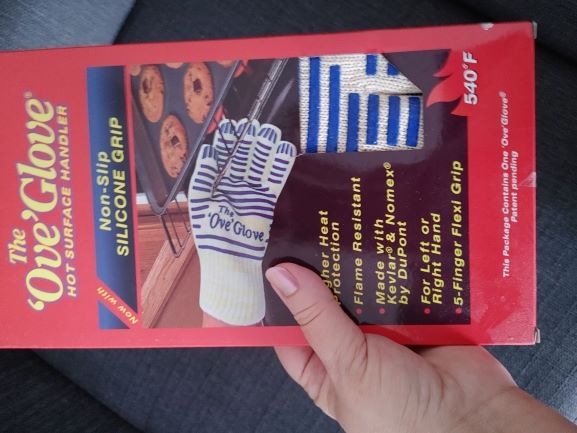 The
'Ove' Glove®
HOT SURFACE HANDLER
Now with
Non-Slip
SILICONE GRIP
The
'Ove' Glove
540°F
Heat
• Flame Resistant
• Made with
Kevlar® & Nomex®
by DuPont
• For Left or
Right Hand
• 5-Finger Flexi Grip
This Package Contains One 'Ove' Glove®
Patent pending